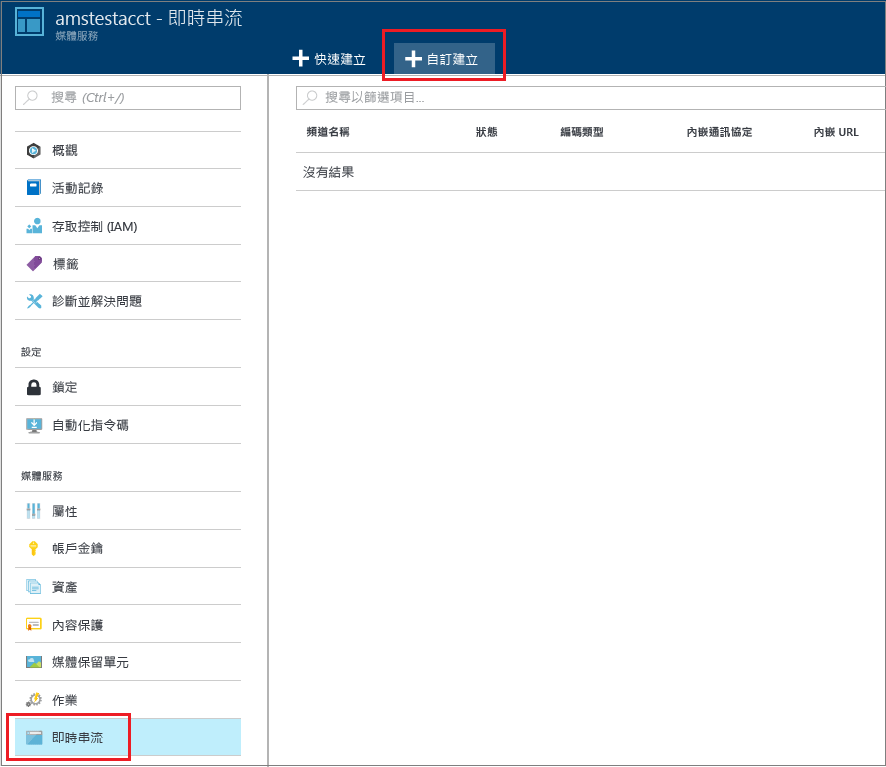 amstestacct - 即時串流
媒體服務
快速建立
自訂建立
搜尋 (Ctrl+/)
概觀
活動記錄
存取控制 (IAM)
標籤
診斷並解決問題
設定
鎖定
自動化指令碼
媒體服務
屬性
帳戶金鑰
資產
內容保護
媒體保留單元
作業
即時串流
搜尋以篩選項目...
頻道名稱 狀態 編碼類型 內嵌通訊協定 內嵌 URL
沒有結果